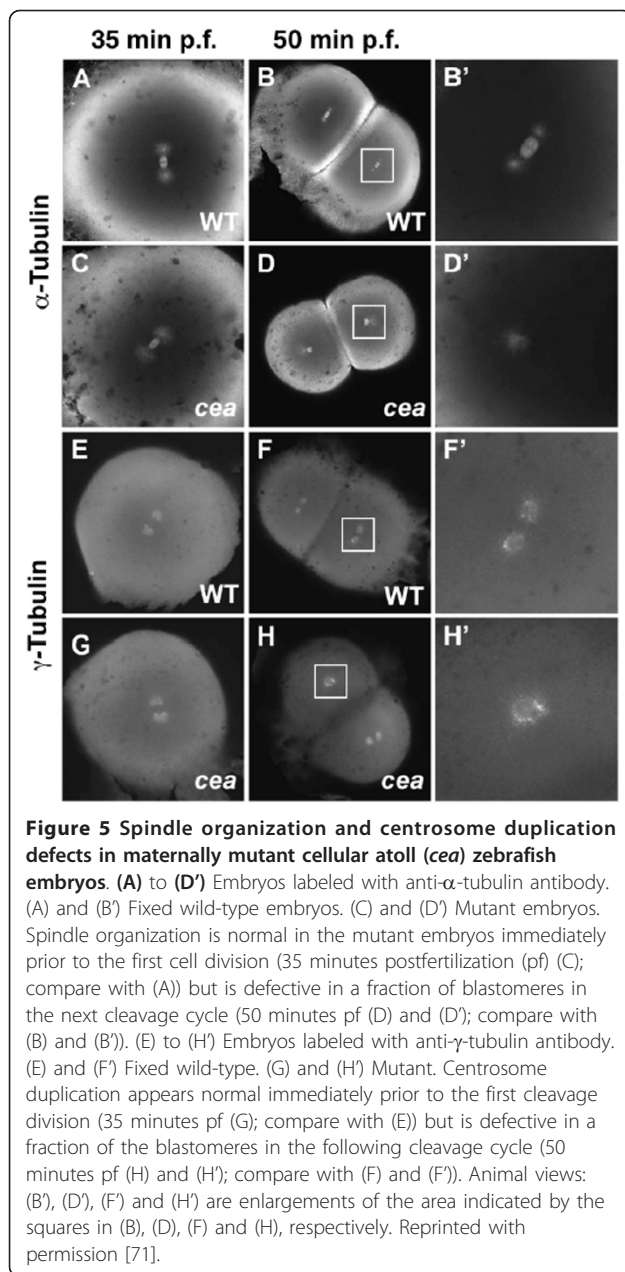 35 min p.f. 50 min p.f.
A B B'
WT WT
α-Tubulin
C D D'
cea cea
E F F'
WT WT
γ-Tubulin
G H H'
cea cea
Figure 5 Spindle organization and centrosome duplication
defects in maternally mutant cellular atoll (cea) zebrafish
embryos. (A) to (D') Embryos labeled with anti-α-tubulin antibody.
(A) and (B') Fixed wild-type embryos. (C) and (D') Mutant embryos.
Spindle organization is normal in the mutant embryos immediately
prior to the first cell division (35 minutes postfertilization (pf) (C);
compare with (A)) but is defective in a fraction of blastomeres in
the next cleavage cycle (50 minutes pf (D) and (D'); compare with
(B) and (B')). (E) to (H') Embryos labeled with anti-γ-tubulin antibody.
(E) and (F') Fixed wild-type. (G) and (H') Mutant. Centrosome
duplication appears normal immediately prior to the first cleavage
division (35 minutes pf (G); compare with (E)) but is defective in a
fraction of the blastomeres in the following cleavage cycle (50
minutes pf (H) and (H'); compare with (F) and (F')). Animal views:
(B'), (D'), (F') and (H') are enlargements of the area indicated by the
squares in (B), (D), (F) and (H), respectively. Reprinted with
permission [71].